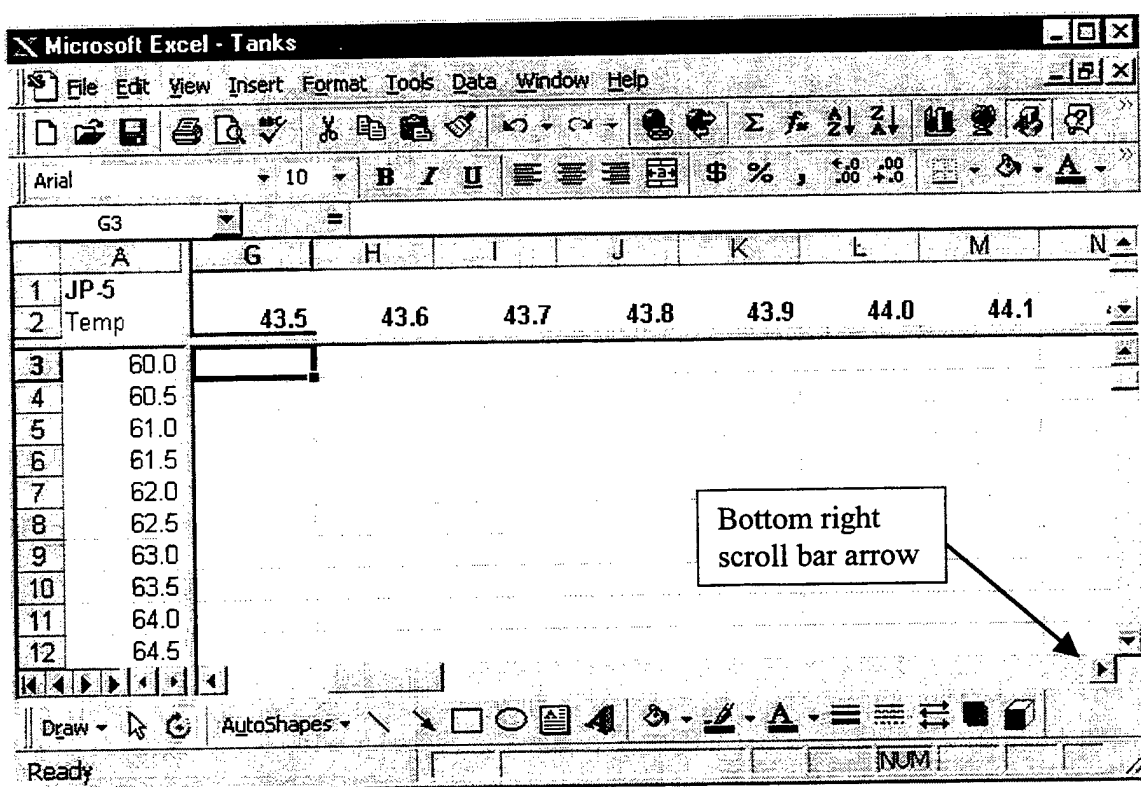 Microsoft Excel - Tanks
File Edit View Insert Format Tools Data Window Help
Arial 10 B I U $ % ,
G3 =
A G H I J K L M N
1 JP-5
2 Temp 43.5 43.6 43.7 43.8 43.9 44.0 44.1
3 60.0
4 60.5
5 61.0
6 61.5
7 62.0
8 62.5
9 63.0
10 63.5
11 64.0
12 64.5
Bottom right
scroll bar arrow
Draw AutoShapes A
Ready NUM